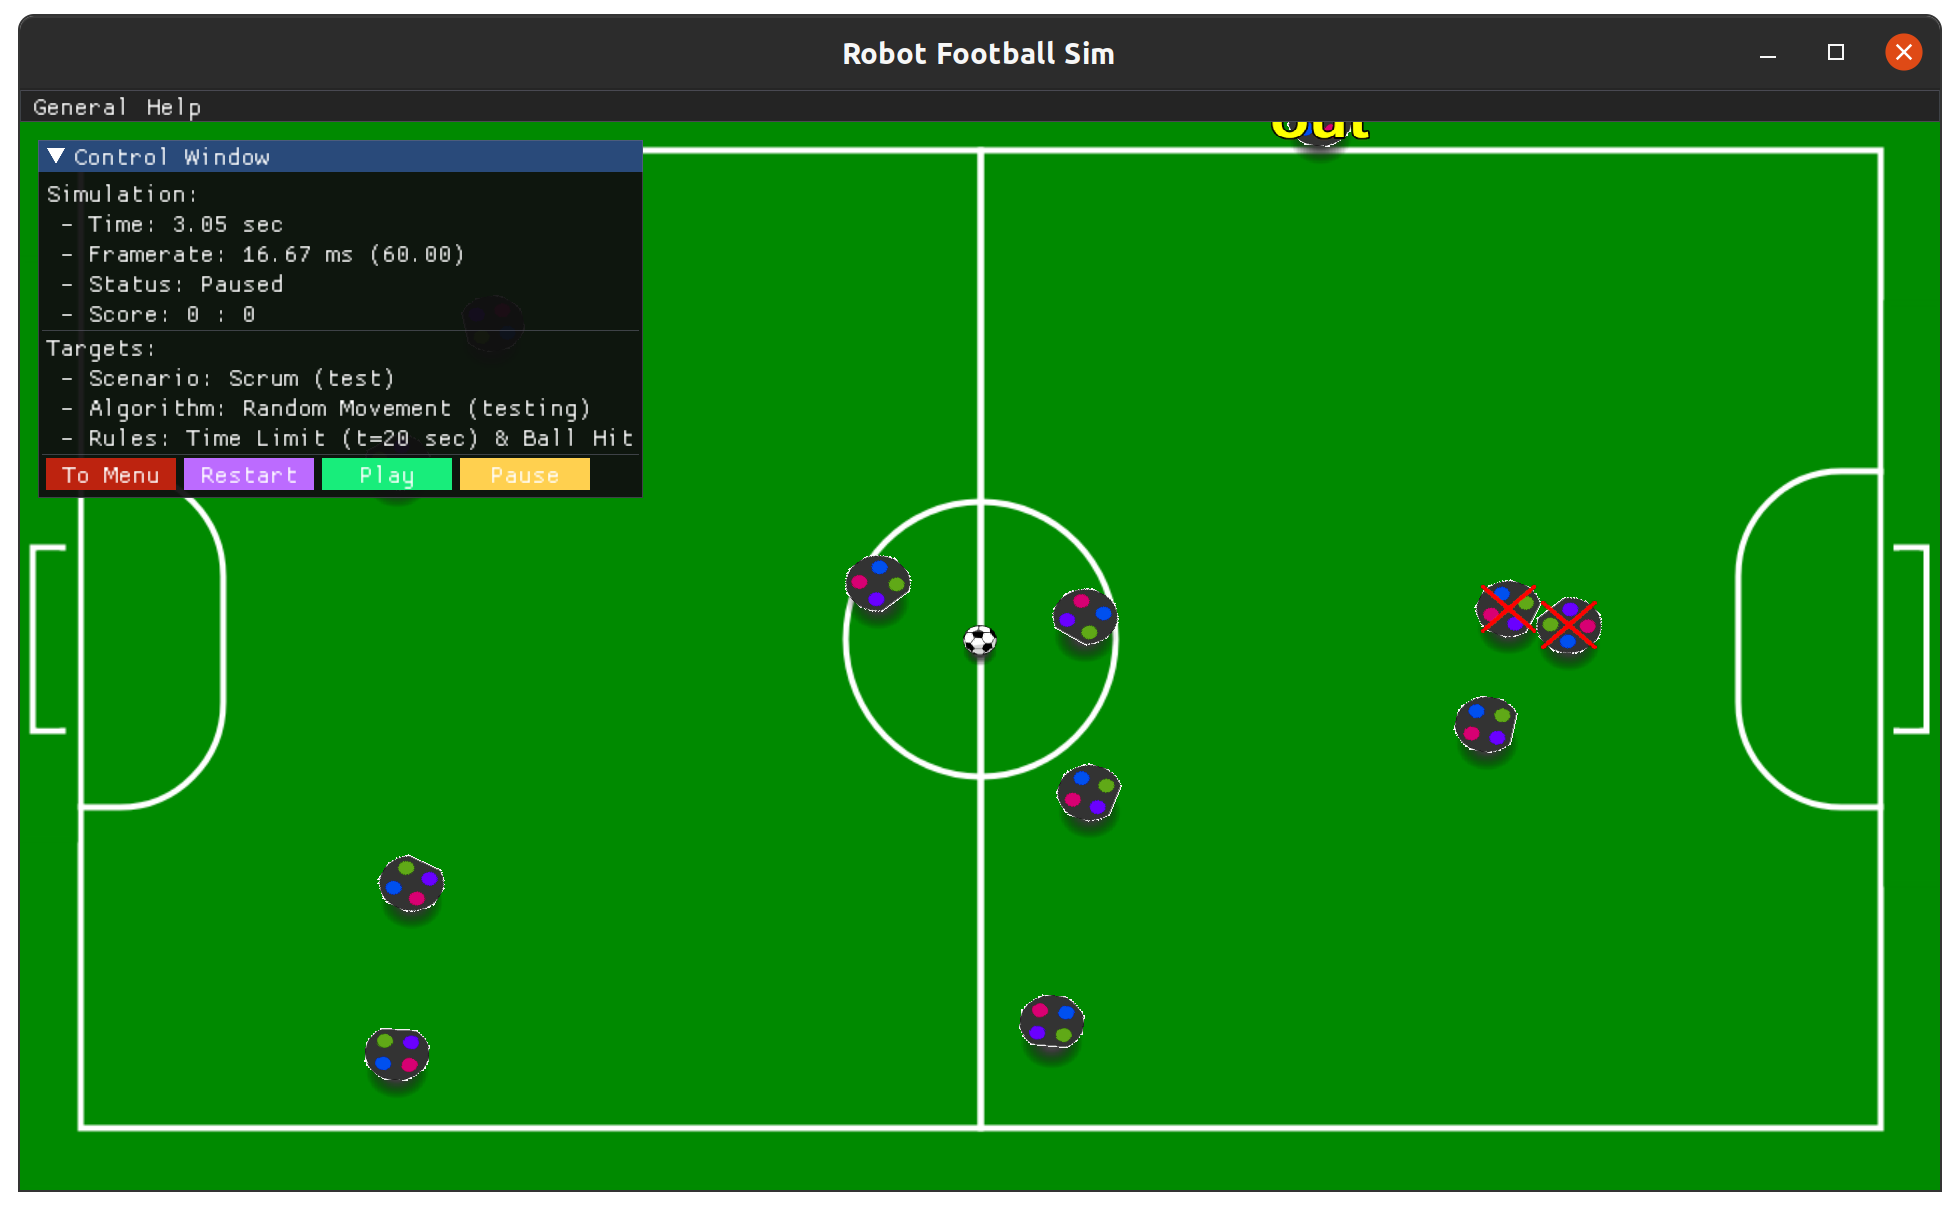 Robot Football Sim
General Help
out
Control Window
Simulation:
- Time: 3.05 sec
- Framerate: 16.67 ms (60.00)
- Status: Paused
- Score: 0 : 0
Targets:
- Scenario: Scrum (test)
- Algorithm: Random Movement (testing)
- Rules: Time Limit (t=20 sec) & Ball Hit
To Menu Restart Play Pause